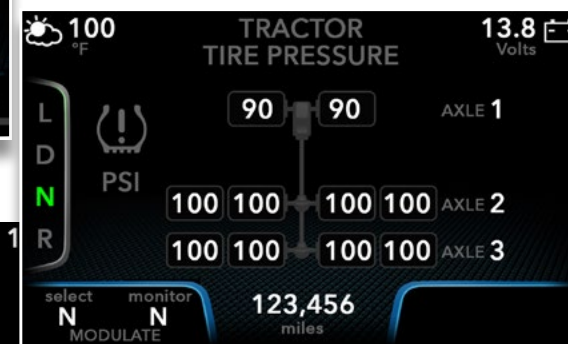 100 TRACTOR 13.8
°F TIRE PRESSURE Volts
90 90 AXLE 1
L
D
N
R
PSI
100 100 100 100 AXLE 2
100 100 100 100 AXLE 3
1
select monitor
N N
MODULATE
123,456
miles